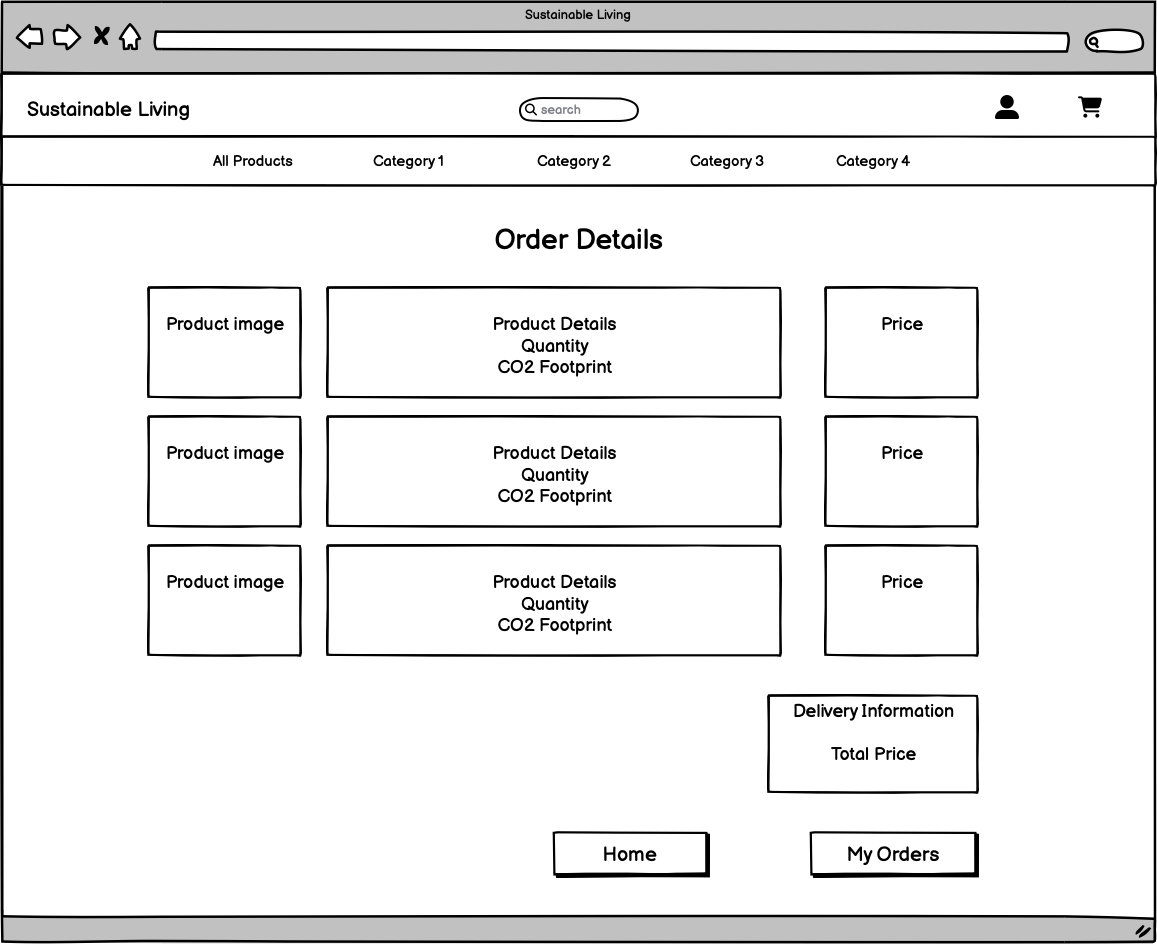 Sustainable Living
Sustainable Living
search
All Products
Category 1
Category 2
Category 3
Category 4
Order Details
Product image
Product Details
Quantity
CO2 Footprint
Price
Product image
Product Details
Quantity
CO2 Footprint
Price
Product image
Product Details
Quantity
CO2 Footprint
Price
Delivery Information
Total Price
Home
My Orders